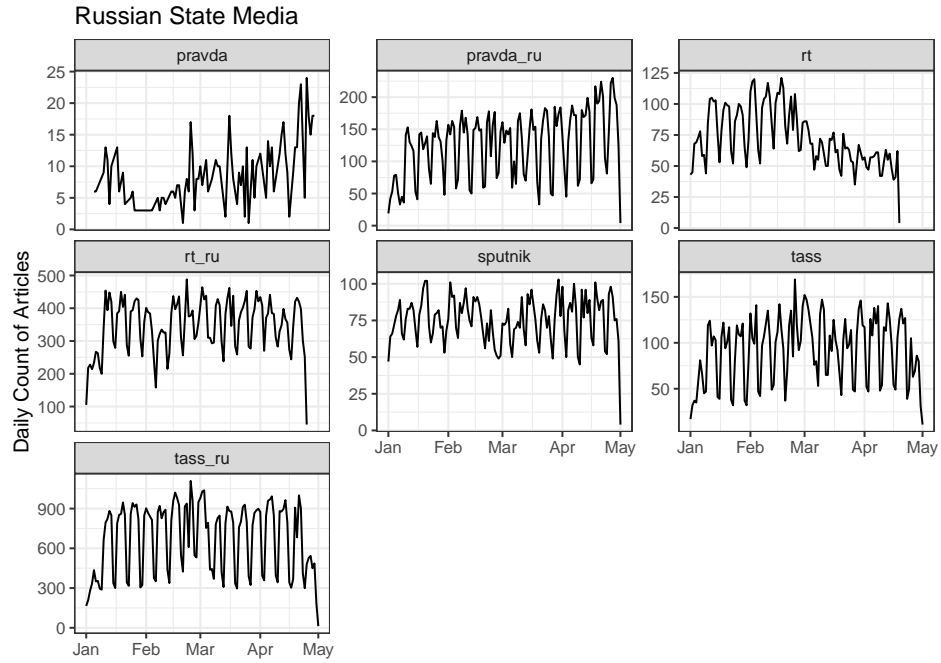 Russian State Media
pravda
pravda_ru
rt
25
20
15
10
5
0
200
150
100
50
0
125
100
75
50
25
0
Daily Count of Articles
rt_ru
sputnik
tass
500
400
300
200
100
100
75
50
25
0
150
100
50
Jan Feb Mar Apr May
Jan Feb Mar Apr May
tass_ru
900
600
300
0
Jan Feb Mar Apr May